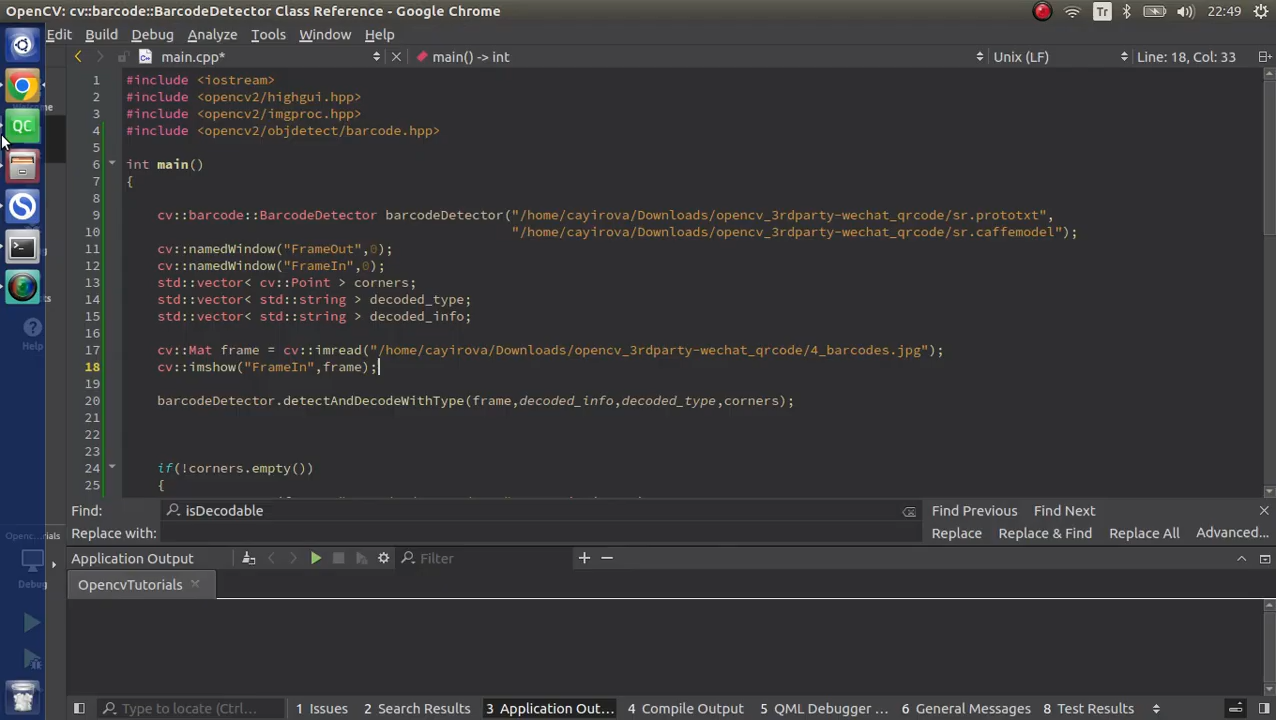 OpenCV: cv::barcode::BarcodeDetector Class Reference - Google Chrome
Tr
22:49
Edit Build Debug Analyze Tools Window Help
main.cpp*
main() -> int
Unix (LF)
Line: 18, Col: 33
1 #include <iostream>
2 #include <opencv2/highgui.hpp>
3 #include <opencv2/imgproc.hpp>
4 #include <opencv2/objdetect/barcode.hpp>
5
6 int main()
7 {
8
9 cv::barcode::BarcodeDetector barcodeDetector("/home/cayirova/Downloads/opencv_3rdparty-wechat_qrcode/sr.prototxt",
10 "/home/cayirova/Downloads/opencv_3rdparty-wechat_qrcode/sr.caffemodel");
11 cv::namedWindow("FrameOut",0);
12 cv::namedWindow("FrameIn",0);
13 std::vector< cv::Point > corners;
14 std::vector< std::string > decoded_type;
15 std::vector< std::string > decoded_info;
16
17 cv::Mat frame = cv::imread("/home/cayirova/Downloads/opencv_3rdparty-wechat_qrcode/4_barcodes.jpg");
18 cv::imshow("FrameIn",frame);
19
20 barcodeDetector.detectAndDecodeWithType(frame,decoded_info,decoded_type,corners);
21
22
23
24 if(!corners.empty())
25 {
QC
Help
Debug
Find: isDecodable
Find Previous Find Next
Replace with:
Replace Replace & Find Replace All Advanced...
Application Output
Filter
OpencvTutorials
Type to locate (Ctrl-...
1 Issues
2 Search Results
3 Application Out...
4 Compile Output
5 QML Debugger ...
6 General Messages
8 Test Results